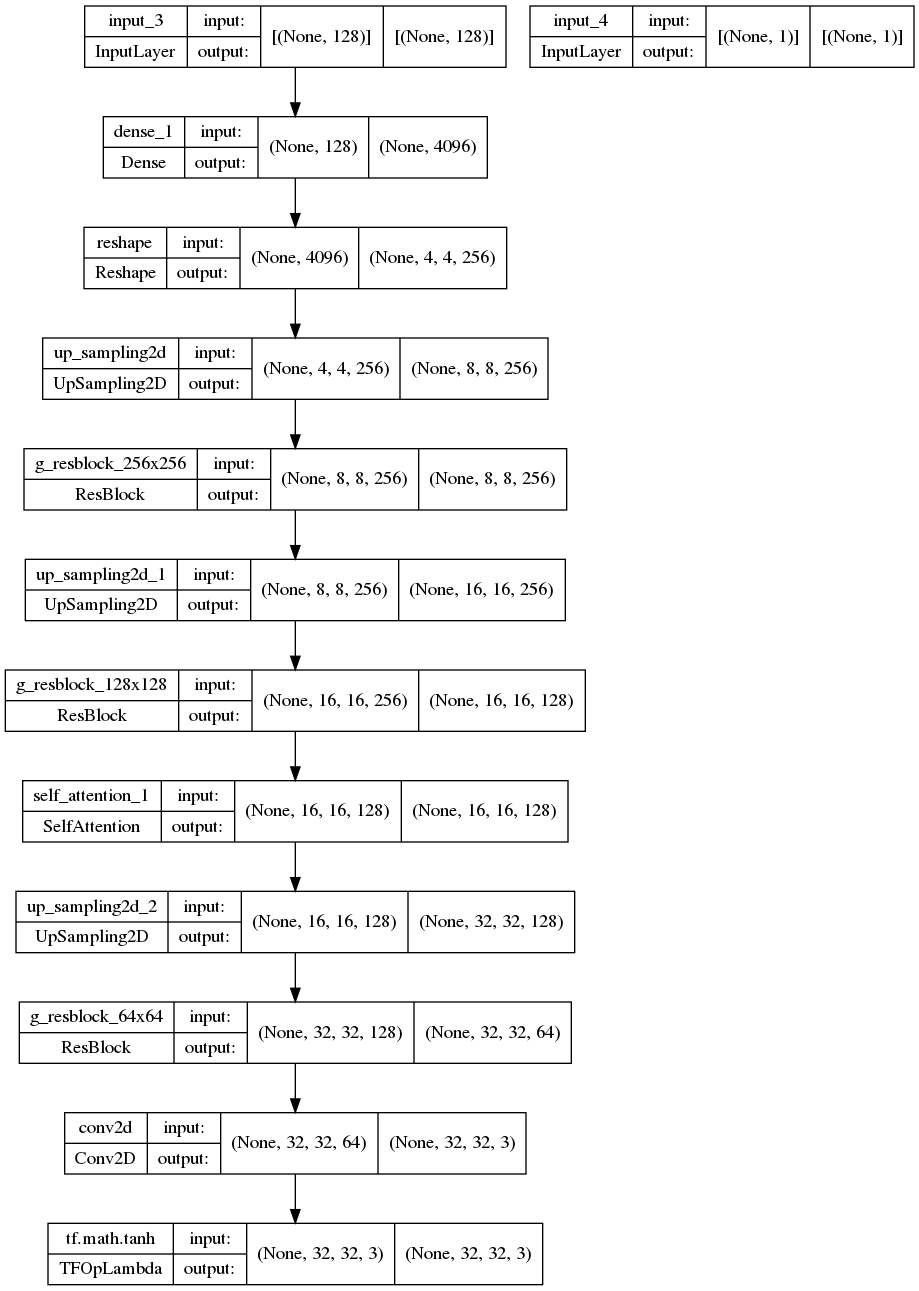 input_3 input: [(None, 128)] [(None, 128)]
InputLayer output:
input_4 input: [(None, 1)] [(None, 1)]
InputLayer output:
dense_1 input: (None, 128) (None, 4096)
Dense output:
reshape input: (None, 4096) (None, 4, 4, 256)
Reshape output:
up_sampling2d input: (None, 4, 4, 256) (None, 8, 8, 256)
UpSampling2D output:
g_resblock_256x256 input: (None, 8, 8, 256) (None, 8, 8, 256)
ResBlock output:
up_sampling2d_1 input: (None, 8, 8, 256) (None, 16, 16, 256)
UpSampling2D output:
g_resblock_128x128 input: (None, 16, 16, 256) (None, 16, 16, 128)
ResBlock output:
self_attention_1 input: (None, 16, 16, 128) (None, 16, 16, 128)
SelfAttention output:
up_sampling2d_2 input: (None, 16, 16, 128) (None, 32, 32, 128)
UpSampling2D output:
g_resblock_64x64 input: (None, 32, 32, 128) (None, 32, 32, 64)
ResBlock output:
conv2d input: (None, 32, 32, 64) (None, 32, 32, 3)
Conv2D output:
tf.math.tanh input: (None, 32, 32, 3) (None, 32, 32, 3)
TFOpLambda output: